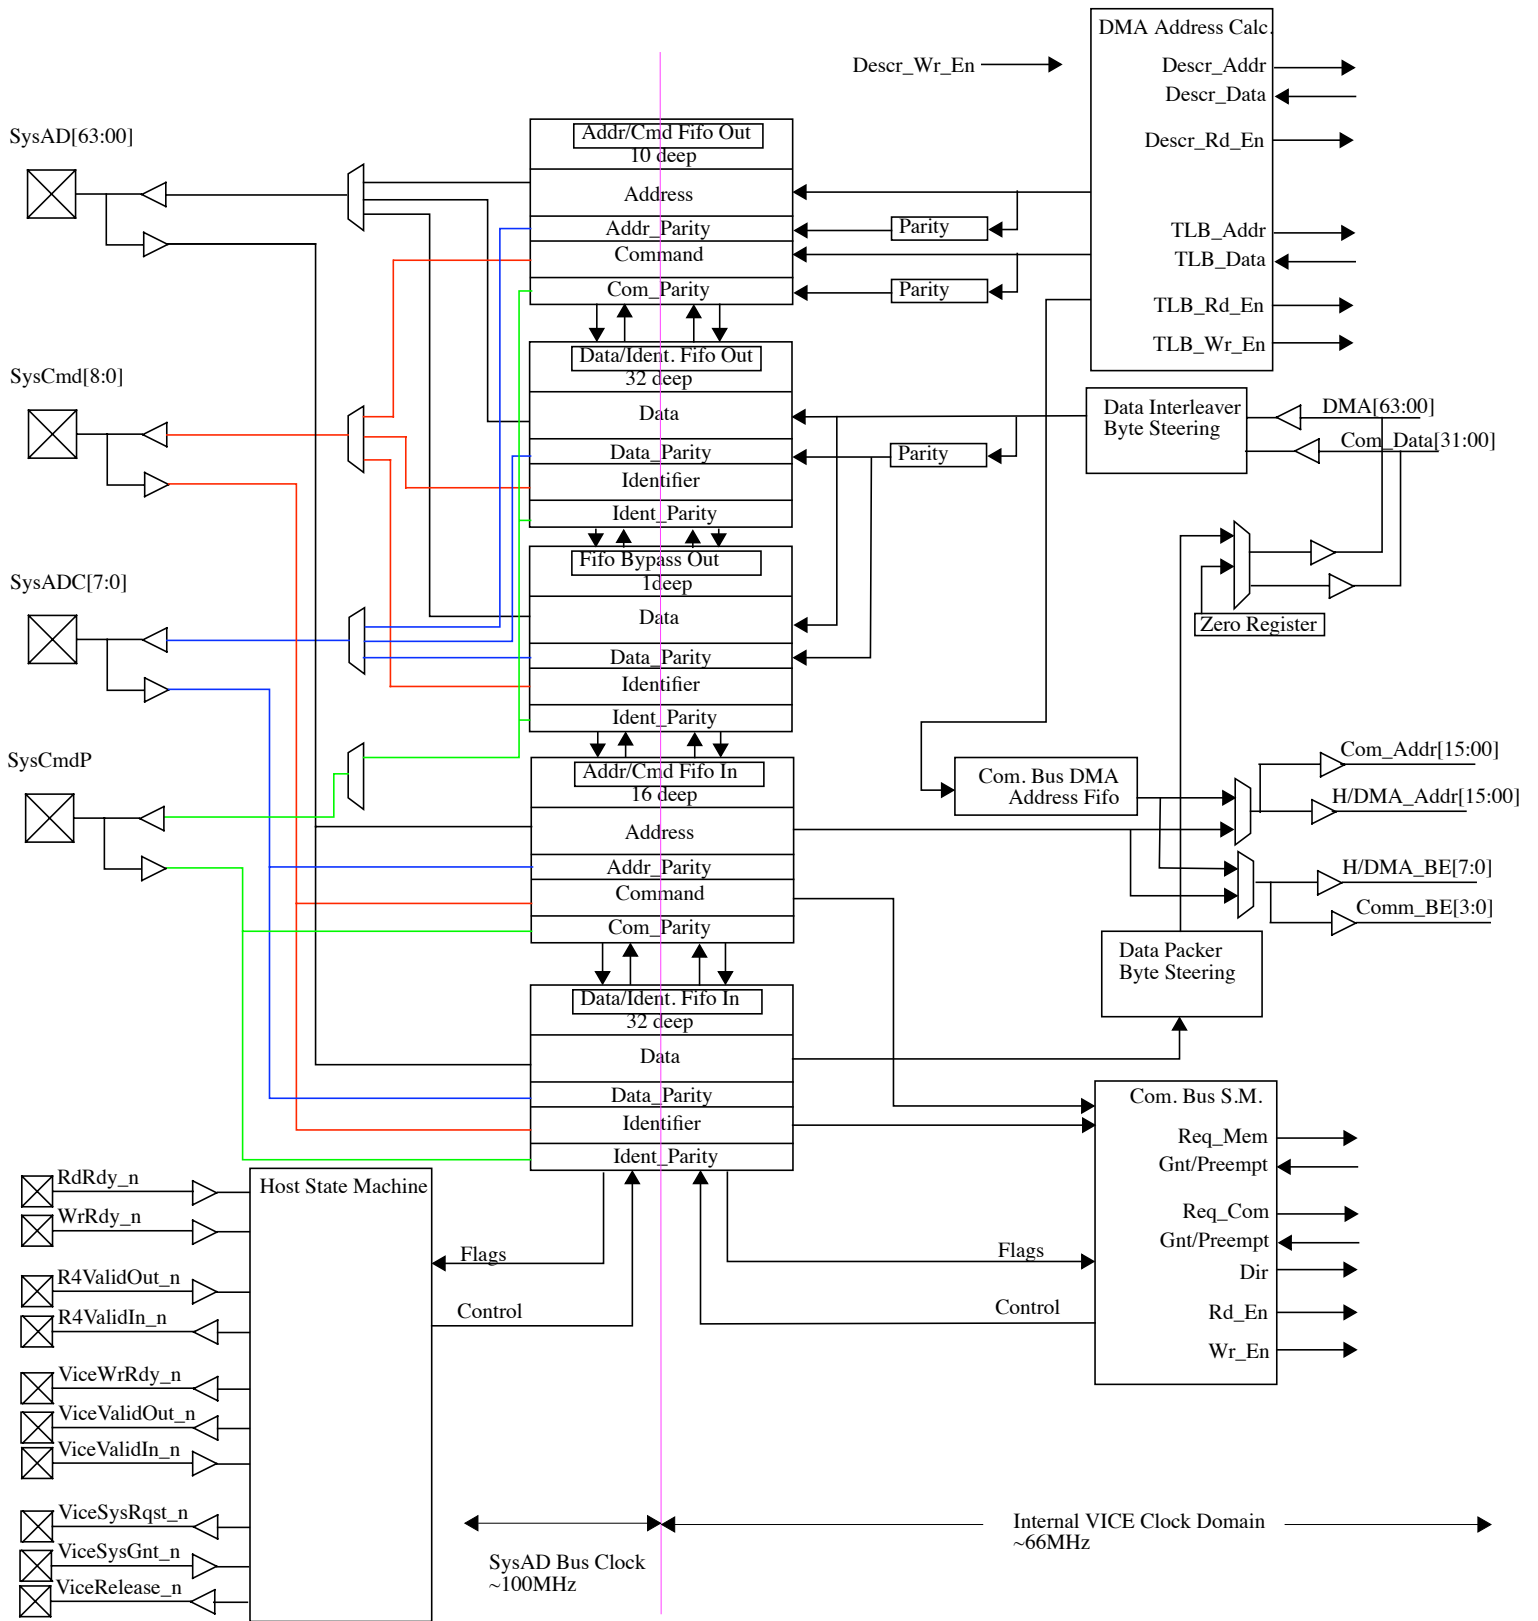 DMA Address Calc.
Descr_Wr_En
Descr_Addr
Descr_Data
Descr_Rd_En
TLB_Addr
TLB_Data
TLB_Rd_En
TLB_Wr_En
SysAD[63:00]
Addr/Cmd Fifo Out
10 deep
Address
Addr_Parity
Command
Com_Parity
Parity
Parity
SysCmd[8:0]
Data/Ident. Fifo Out
32 deep
Data
Data_Parity
Identifier
Ident_Parity
Parity
Data Interleaver
Byte Steering
DMA[63:00]
Com_Data[31:00]
SysADC[7:0]
Fifo Bypass Out
1deep
Data
Data_Parity
Identifier
Ident_Parity
Zero Register
SysCmdP
Addr/Cmd Fifo In
16 deep
Address
Addr_Parity
Command
Com_Parity
Com. Bus DMA
Address Fifo
Com_Addr[15:00]
H/DMA_Addr[15:00]
H/DMA_BE[7:0]
Comm_BE[3:0]
Data Packer
Byte Steering
Data/Ident. Fifo In
32 deep
Data
Data_Parity
Identifier
Ident_Parity
Com. Bus S.M.
Req_Mem
Gnt/Preempt
Req_Com
Gnt/Preempt
Dir
Rd_En
Wr_En
Host State Machine
RdRdy_n
WrRdy_n
R4ValidOut_n
R4ValidIn_n
ViceWrRdy_n
ViceValidOut_n
ViceValidIn_n
ViceSysRqst_n
ViceSysGnt_n
ViceRelease_n
Flags
Control
Flags
Control
SysAD Bus Clock
~100MHz
Internal VICE Clock Domain
~66MHz